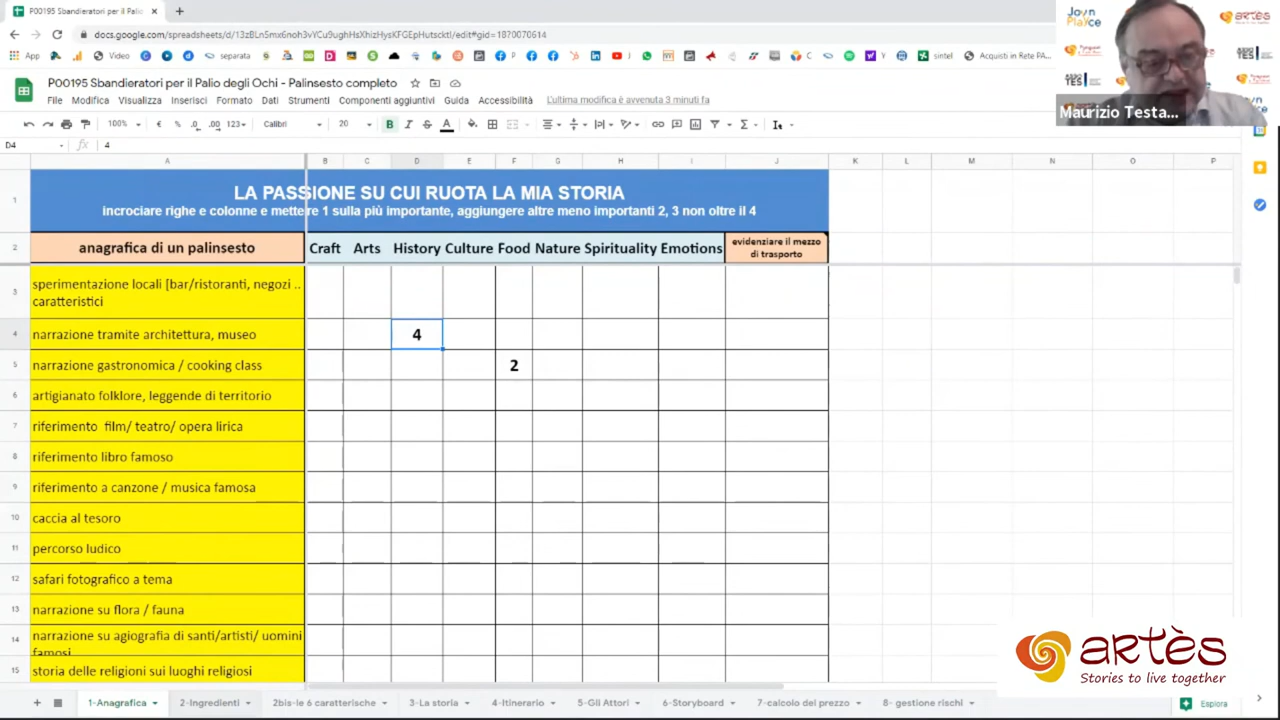 P00195 Sbandieratori per il Palio
docs.google.com/spreadsheets/d/13zBLn5mxx6noh3vYCu9ughHsXhxHysKFGEpHutscktI/edit#gid=1870070614
Video
separata
sintel
Acquisti in Rete PA
P00195 Sbandieratori per il Palio degli Ochi - Palinsesto completo
File Modifica Visualizza Inserisci Formato Dati Strumenti Componenti aggiuntivi Guida Accessibilità L'ultima modifica è avvenuta 3 minuti fa
100% € % .0 .00 123 Calibri 20 B I S A
D4 fx 4
A B C D E F G H I J K L M N O P
1 LA PASSIONE SU CUI RUOTA LA MIA STORIA
incrociare righe e colonne e mettere 1 sulla più importante, aggiungere altre meno importanti 2, 3 non oltre il 4
2 anagrafica di un palinsesto Craft Arts History Culture Food Nature Spirituality Emotions evidenziare il mezzo di trasporto
3 sperimentazione locali [bar/ristoranti, negozi ..
caratteristici
4 narrazione tramite architettura, museo 4
5 narrazione gastronomica / cooking class 2
6 artigianato folklore, leggende di territorio
7 riferimento film/ teatro/ opera lirica
8 riferimento libro famoso
9 riferimento a canzone / musica famosa
10 caccia al tesoro
11 percorso ludico
12 safari fotografico a tema
13 narrazione su flora / fauna
14 narrazione su agiografia di santi/artisti/ uomini
famosi
15 storia delle religioni sui luoghi religiosi
1-Anagrafica 2-Ingredienti 2bis-le 6 caratteristiche 3-La storia 4-Itinerario 5-Gli Attori 6-Storyboard 7-calcolo del prezzo 8- gestione rischi Esplora
Maurizio Testa...
artès
Stories to live together